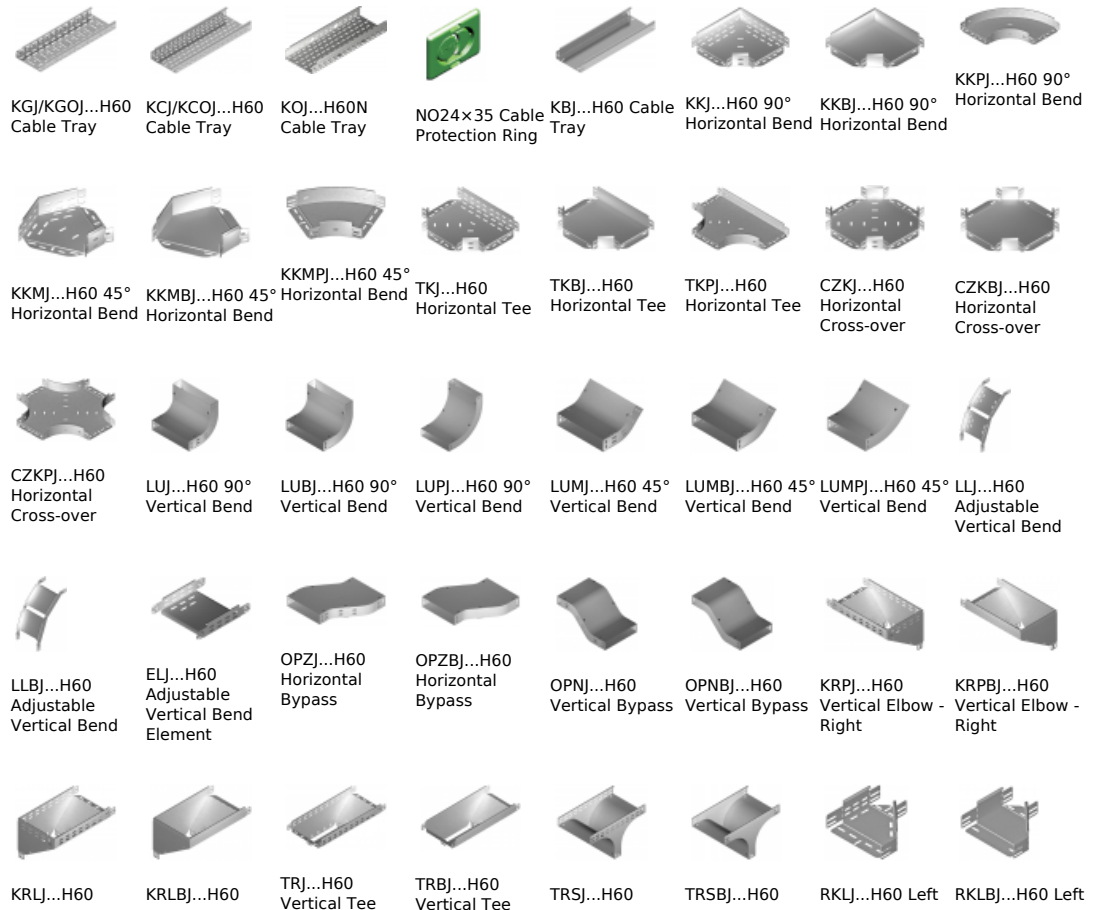 KGJ/KGOJ...H60
Cable Tray
KCJ/KCOJ...H60
Cable Tray
KOJ...H60N
Cable Tray
NO24×35 Cable
Protection Ring
KBJ...H60 Cable
Tray
KKJ...H60 90°
Horizontal Bend
KKBJ...H60 90°
Horizontal Bend
KKPJ...H60 90°
Horizontal Bend
KKMJ...H60 45°
Horizontal Bend
KKMBJ...H60 45°
Horizontal Bend
KKMPJ...H60 45°
Horizontal Bend
TKJ...H60
Horizontal Tee
TKBJ...H60
Horizontal Tee
TKPJ...H60
Horizontal Tee
CZKJ...H60
Horizontal
Cross-over
CZKBJ...H60
Horizontal
Cross-over
CZKPJ...H60
Horizontal
Cross-over
LUJ...H60 90°
Vertical Bend
LUBJ...H60 90°
Vertical Bend
LUPJ...H60 90°
Vertical Bend
LUMJ...H60 45°
Vertical Bend
LUMBJ...H60 45°
Vertical Bend
LUMPJ...H60 45°
Vertical Bend
LLJ...H60
Adjustable
Vertical Bend
LLBJ...H60
Adjustable
Vertical Bend
ELJ...H60
Adjustable
Vertical Bend
Element
OPZJ...H60
Horizontal
Bypass
OPZBJ...H60
Horizontal
Bypass
OPNJ...H60
Vertical Bypass
OPNBJ...H60
Vertical Bypass
KRPJ...H60
Vertical Elbow -
Right
KRPBJ...H60
Vertical Elbow -
Right
KRLJ...H60
KRLBJ...H60
TRJ...H60
Vertical Tee
TRBJ...H60
Vertical Tee
TRSJ...H60
TRSBJ...H60
RKLJ...H60 Left
RKLBJ...H60 Left